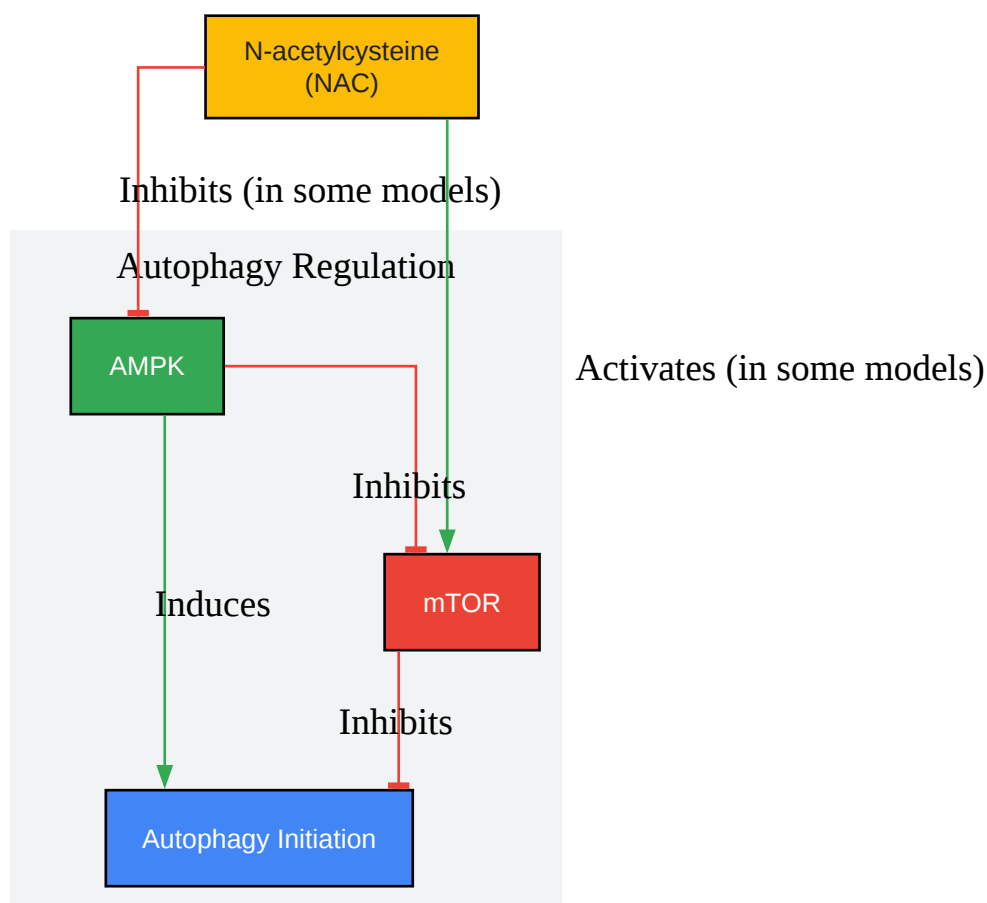 N-acetylcysteine
(NAC)
Inhibits (in some models)
Autophagy Regulation
AMPK
Activates (in some models)
Inhibits
mTOR
Induces
Inhibits
Autophagy Initiation